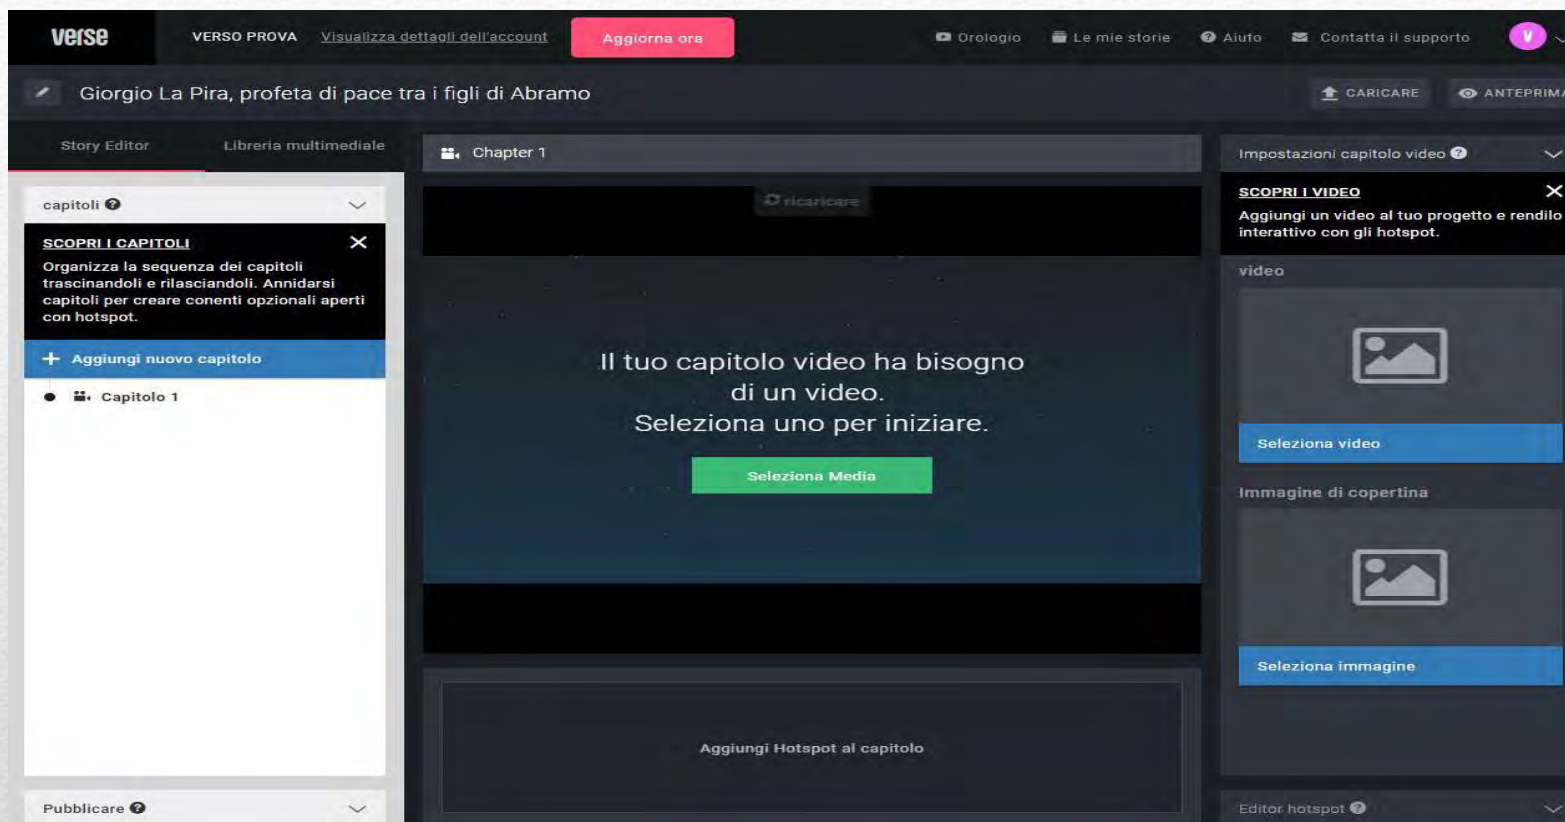 verse
VERSO PROVA Visualizza dettagli dell'account Aggiorna ora Orologio Le mie storie Aiuto Contatta il supporto V
Giorgio La Pira, profeta di pace tra i figli di Abramo CARICARE ANTEPRIMA
Story Editor Libreria multimediale
capitoli
SCOPRI I CAPITOLI
Organizza la sequenza dei capitoli
trascinandoli e rilasciandoli. Annidarsi
capitoli per creare conenti opzionali aperti
con hotspot.
+ Aggiungi nuovo capitolo
Capitolo 1
Pubblicare
Chapter 1
ricaricare
Il tuo capitolo video ha bisogno
di un video.
Seleziona uno per iniziare.
Seleziona Media
Aggiungi Hotspot al capitolo
Impostazioni capitolo video
SCOPRI I VIDEO
Aggiungi un video al tuo progetto e rendilo
interattivo con gli hotspot.
video
Seleziona video
Immagine di copertina
Seleziona immagine
Editor hotspot